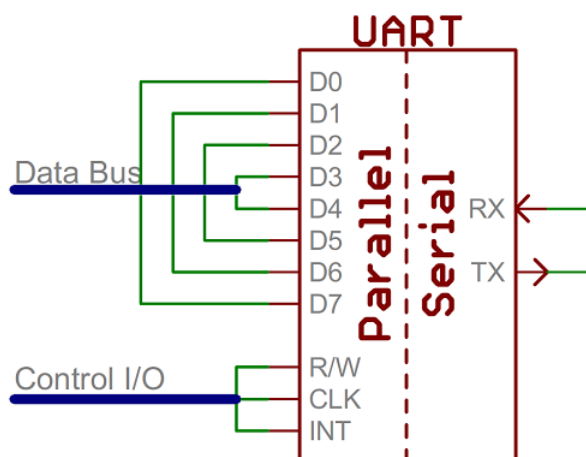 UART
Data Bus
Control I/O
D0
D1
D2
D3
D4
D5
D6
D7
R/W
CLK
INT
Parallel
Serial
RX
TX